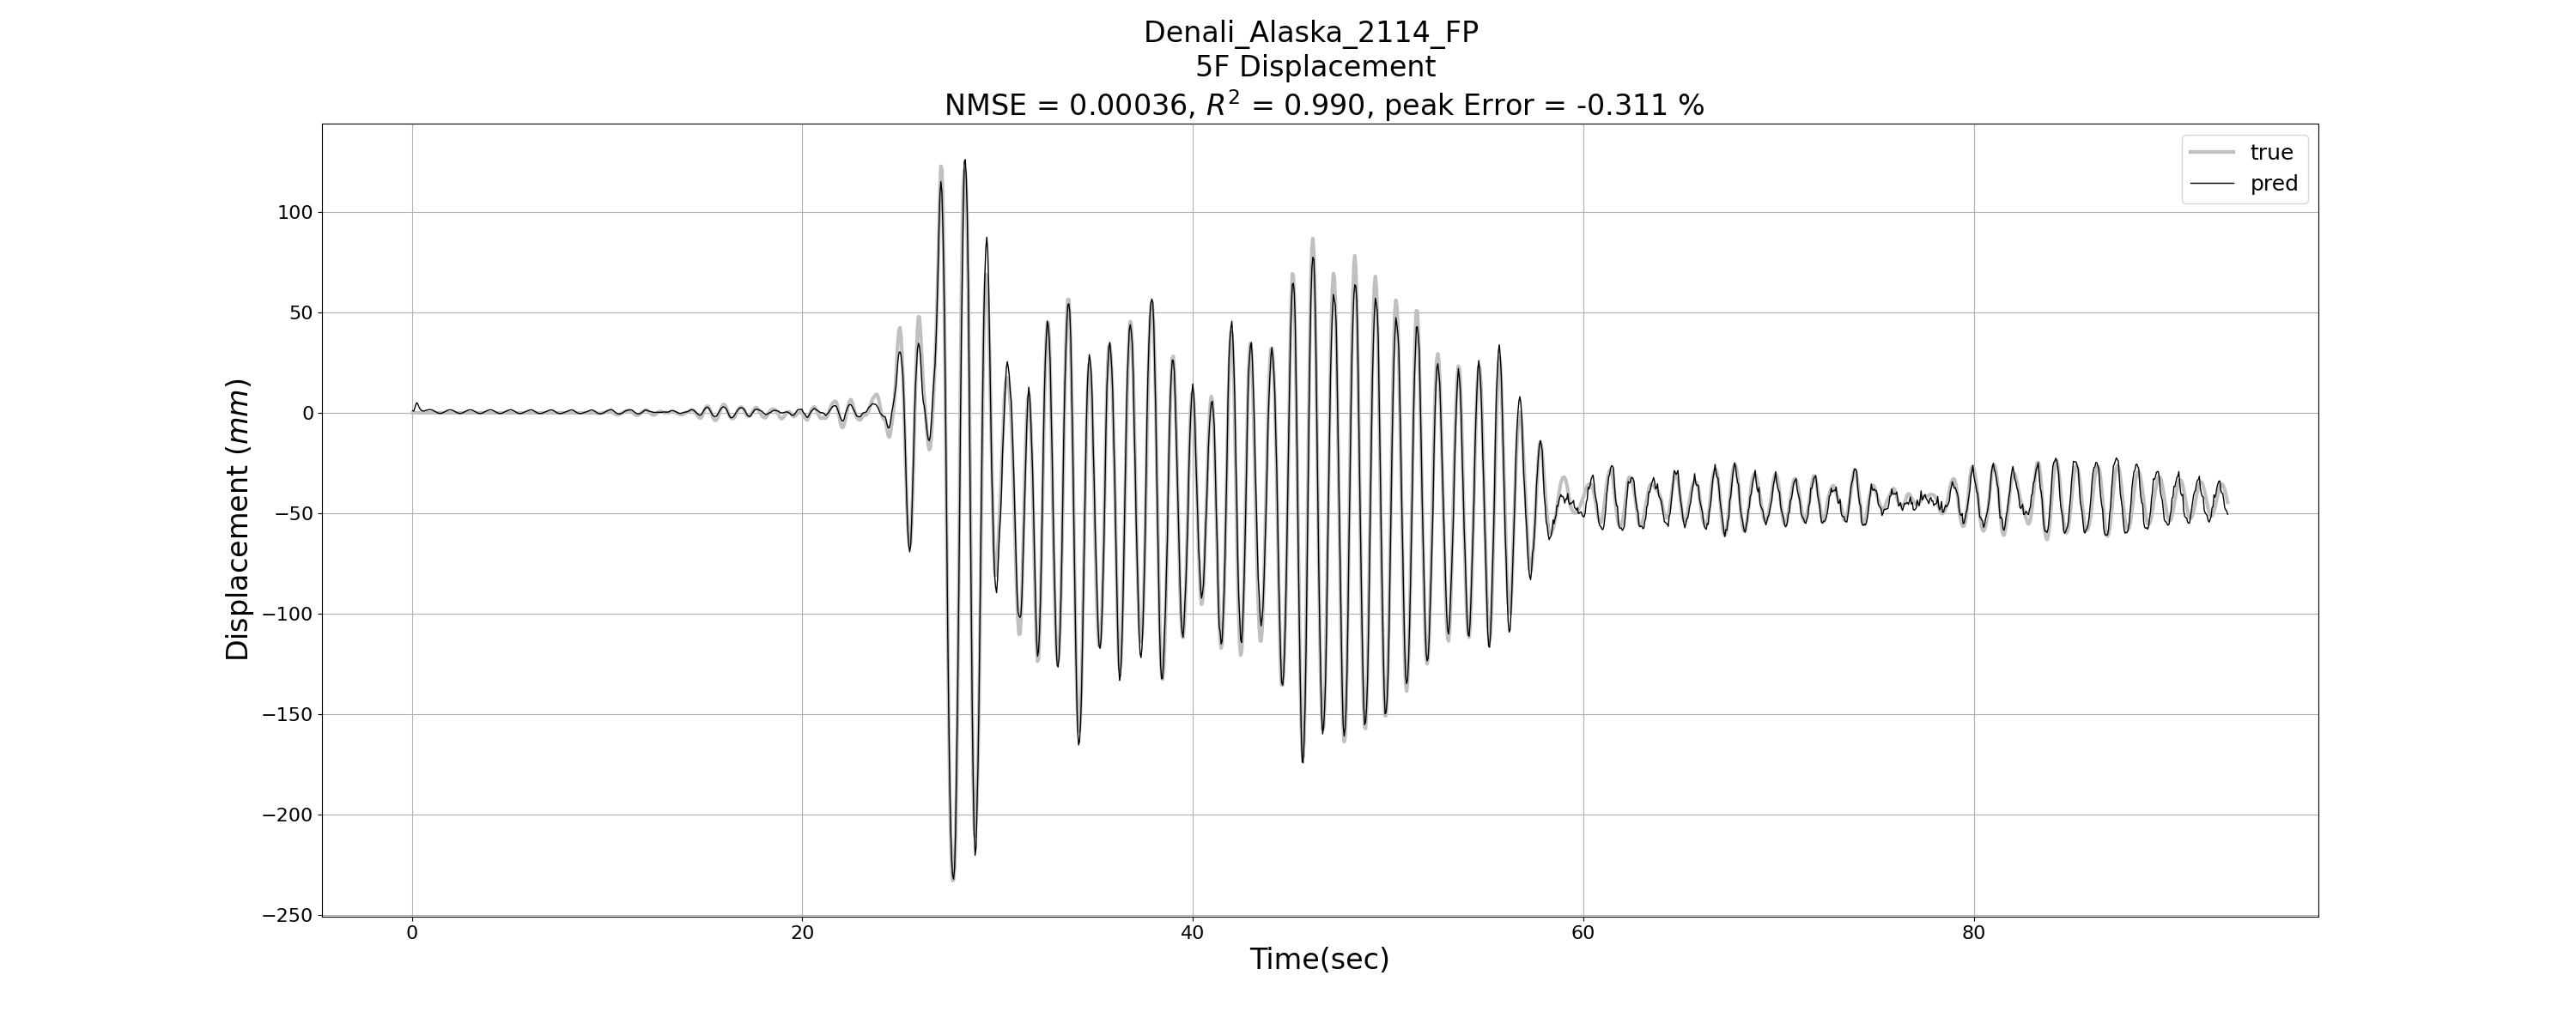 Denali_Alaska_2114_FP
5F Displacement
NMSE = 0.00036, R² = 0.990, peak Error = -0.311 %
true
pred
Displacement (mm)
100
50
0
−50
−100
−150
−200
−250
0 20 40 60 80
Time(sec)